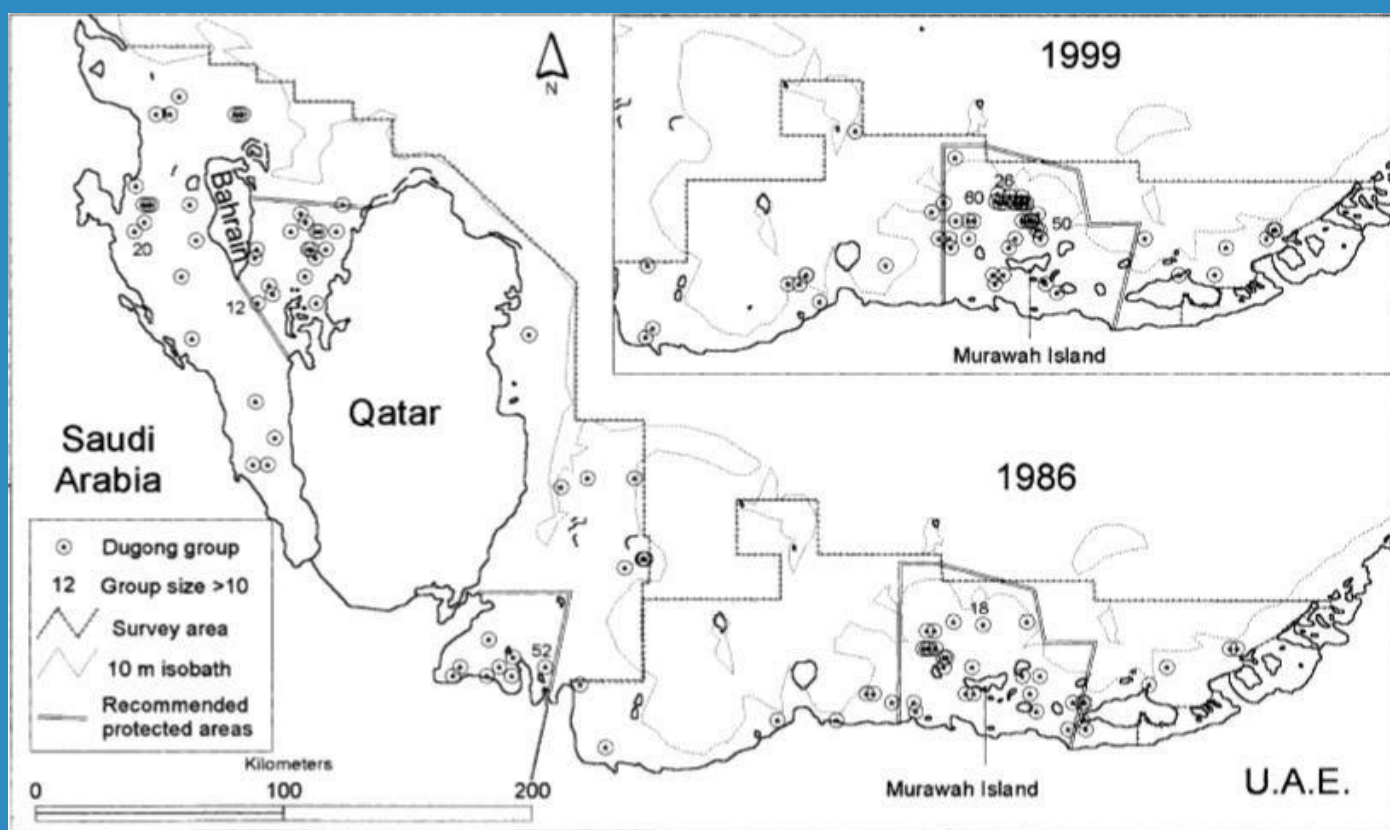 N
1999
26
60
50
Murawah Island
Bahrain
20
12
Qatar
Saudi
Arabia
1986
18
52
Murawah Island
U.A.E.
Dugong group
12 Group size >10
Survey area
10 m isobath
Recommended
protected areas
Kilometers
0 100 200